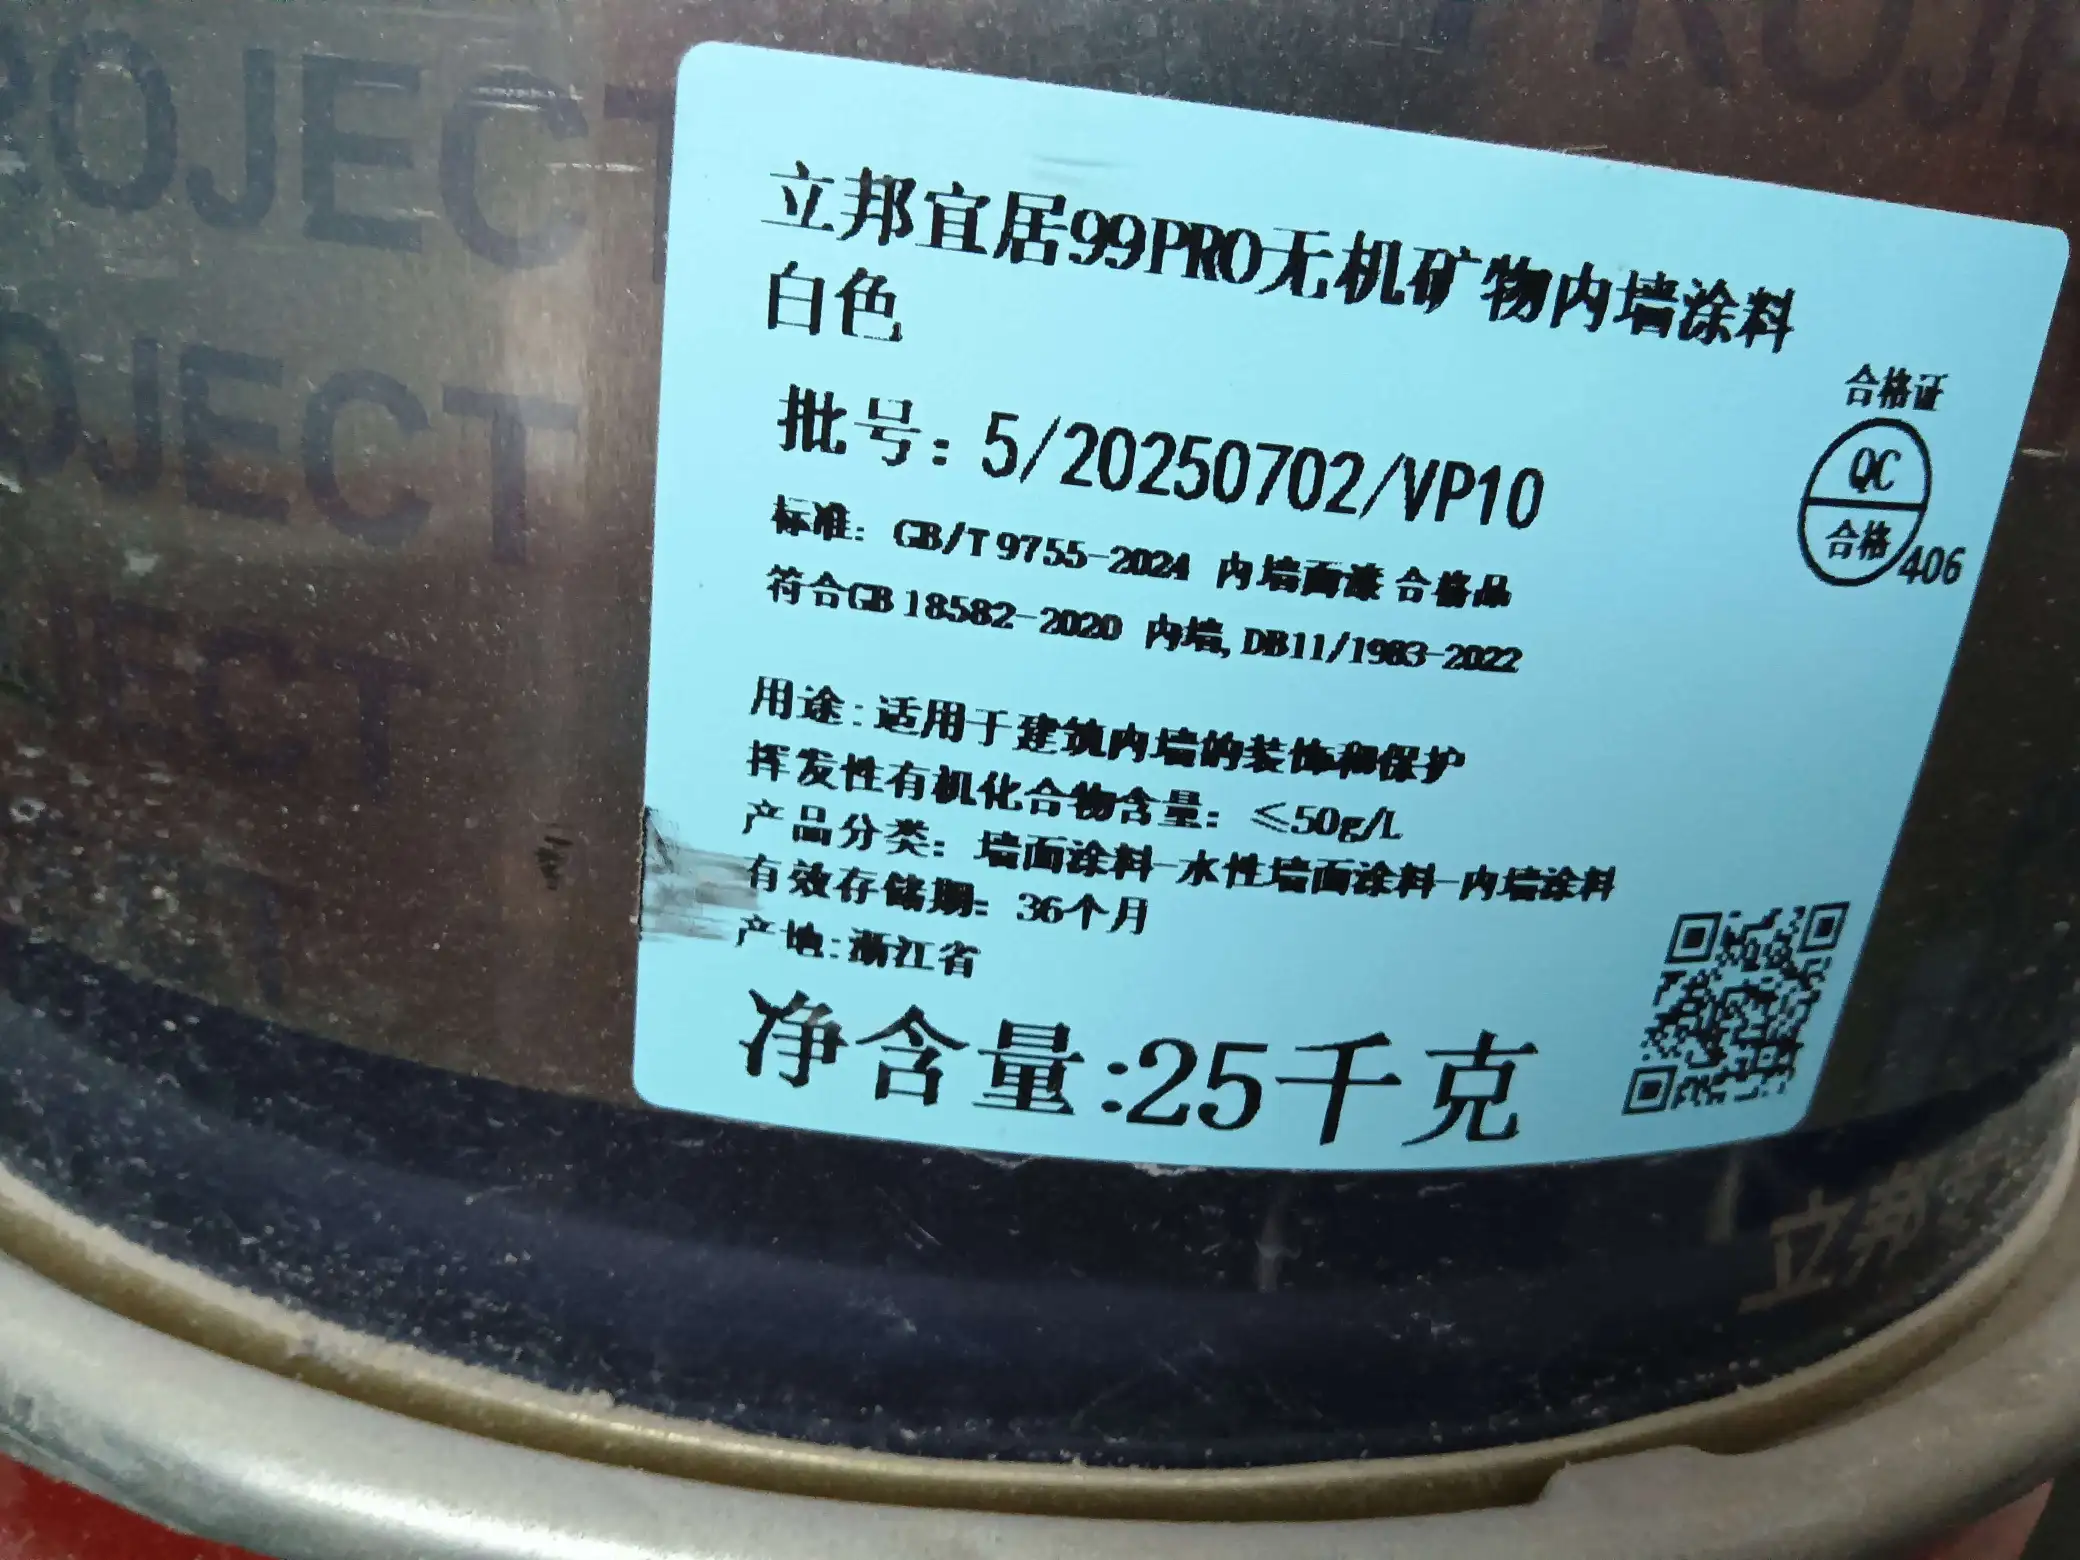 ROJECT
ROJE
OJECT
JECT
立邦宜居99PRO无机矿物内墙涂料
白色
合格证
QC
合格
406
批号: 5/20250702/VP10
标准: GB/T 9755-2024 内墙面漆 合格品
符合GB 18582-2020 内墙, DB11/1983-2022
用途: 适用于建筑内墙的装饰和保护
挥发性有机化合物含量: ≤50g/L
产品分类: 墙面涂料-水性墙面涂料-内墙涂料
有效存储期: 36个月
产地: 浙江省
净含量:25千克
立邦